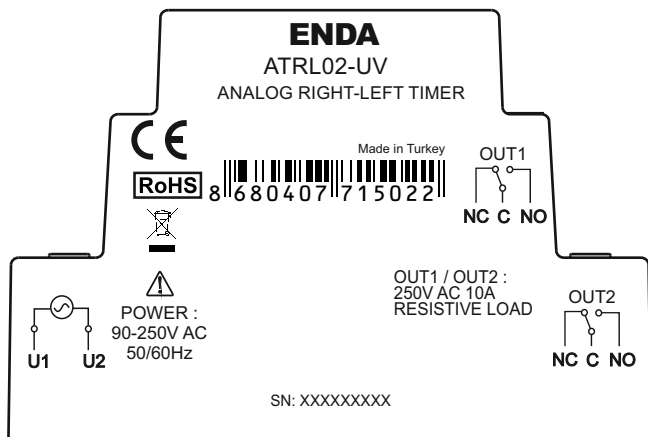 ENDA
ATRL02-UV
ANALOG RIGHT-LEFT TIMER
CE
Made in Turkey
RoHS
8 680407 715022
OUT1
NC C NO
POWER :
90-250V AC
50/60Hz
U1 U2
OUT1 / OUT2 :
250V AC 10A
RESISTIVE LOAD
OUT2
NC C NO
SN: XXXXXXXXX